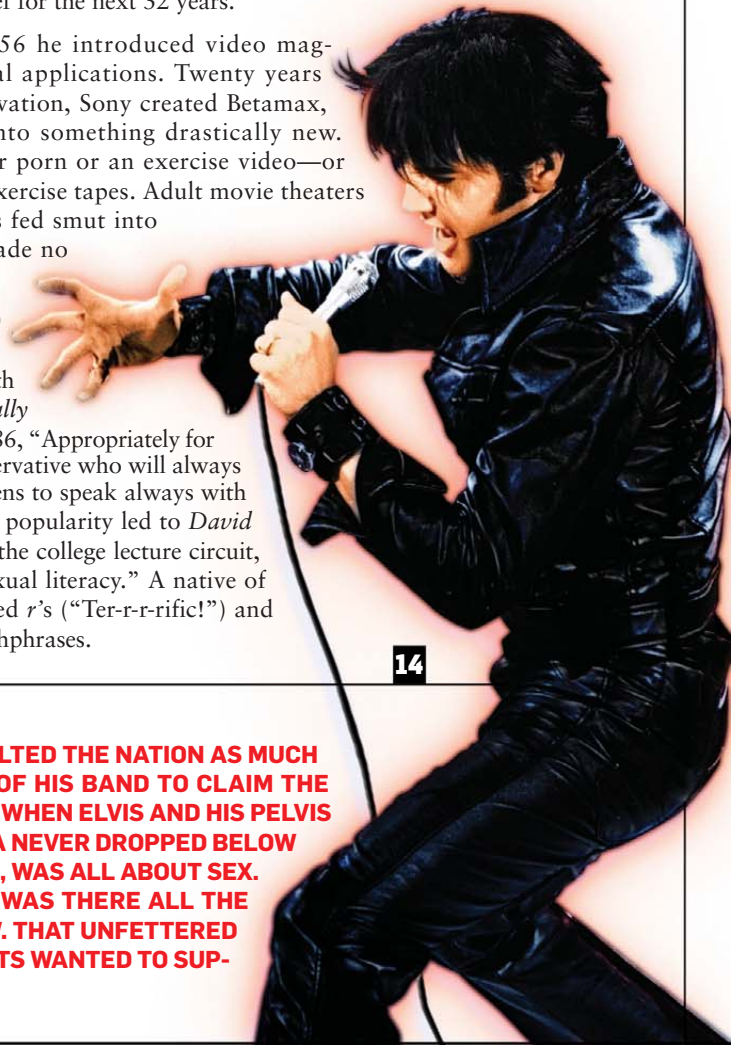 for the next 32 years.
56 he introduced video mag-
al applications. Twenty years
vation, Sony created Betamax,
nto something drastically new.
r porn or an exercise video—or
xercise tapes. Adult movie theaters
s fed smut into
ade no
th
ally
86, “Appropriately for
ervative who will always
ens to speak always with
popularity led to David
the college lecture circuit,
xual literacy.” A native of
ed r’s (“Ter-r-r-rific!”) and
hphrases.
14
LTED THE NATION AS MUCH
OF HIS BAND TO CLAIM THE
WHEN ELVIS AND HIS PELVIS
A NEVER DROPPED BELOW
, WAS ALL ABOUT SEX.
WAS THERE ALL THE
. THAT UNFETTERED
TS WANTED TO SUP-